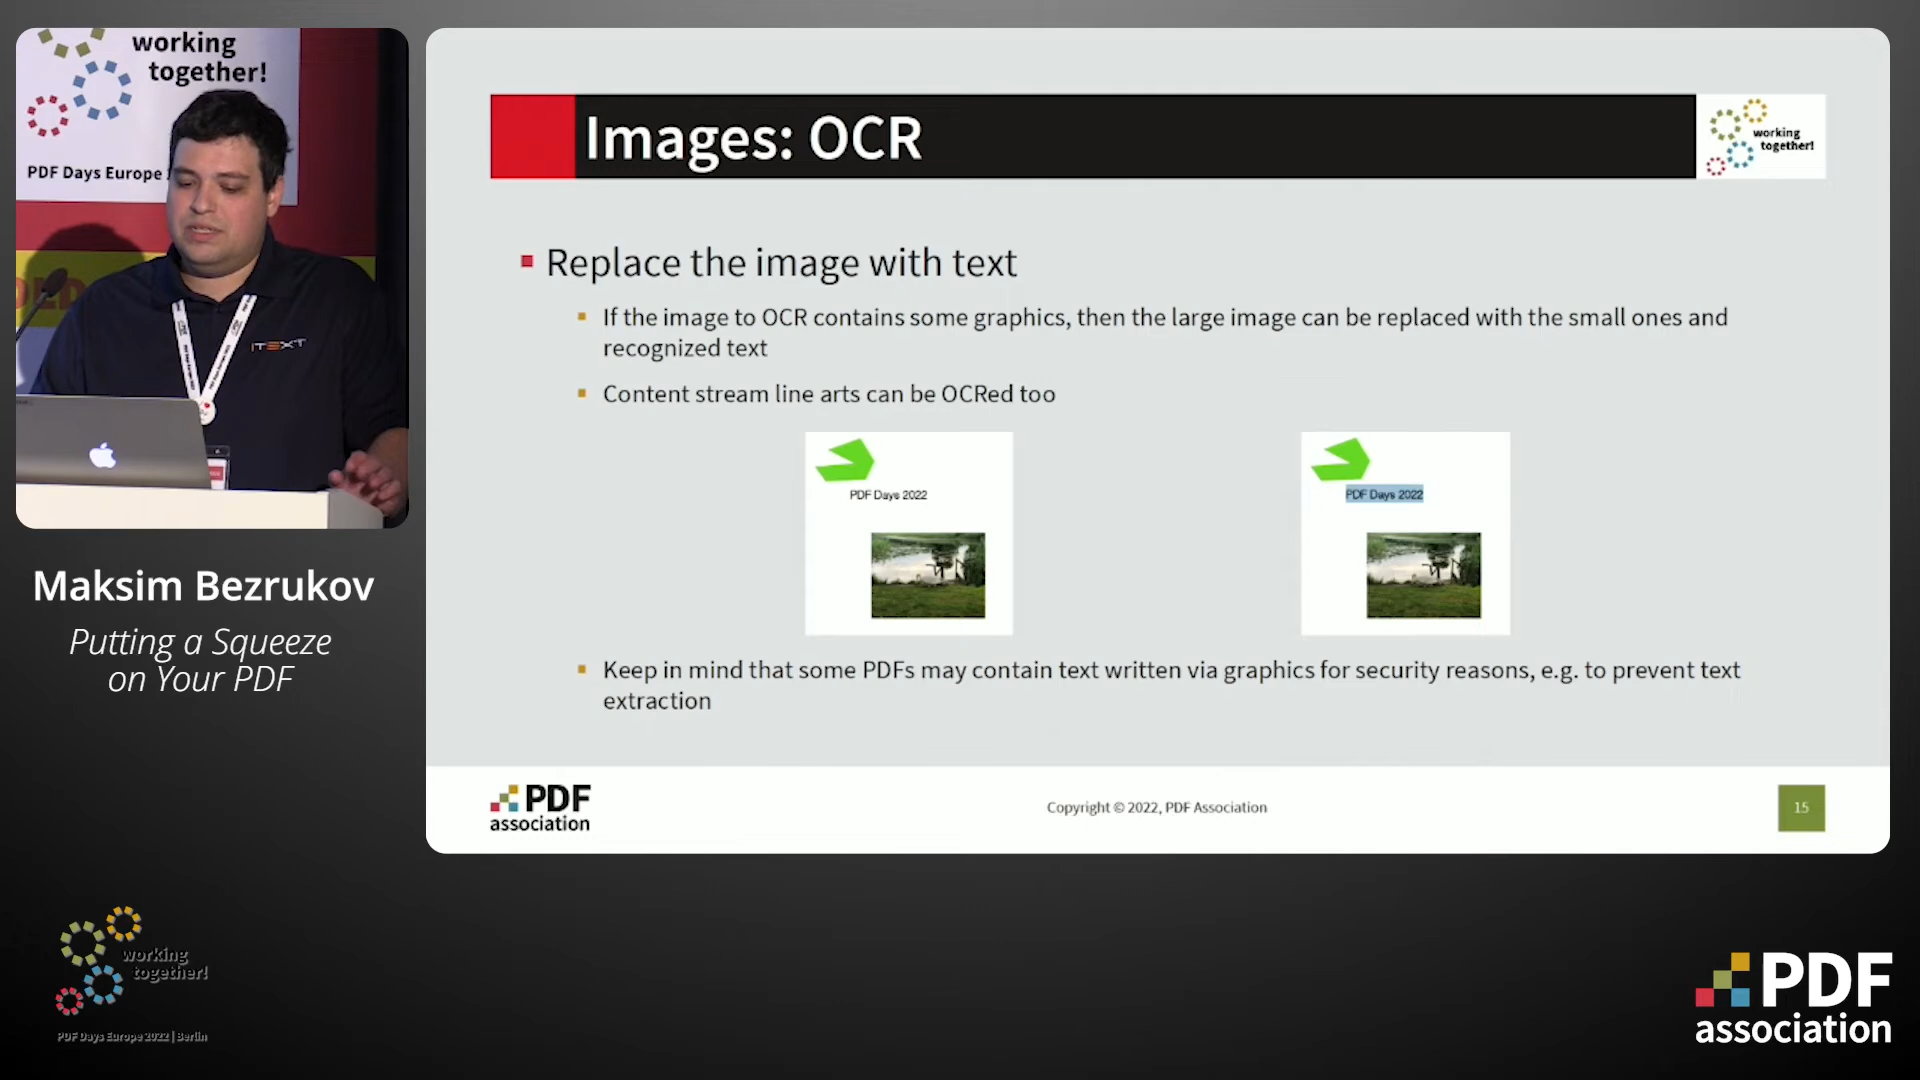 working
together!
PDF Days Europe
iTEXT
Maksim Bezrukov
Putting a Squeeze
on Your PDF
Images: OCR
working
together!
Replace the image with text
If the image to OCR contains some graphics, then the large image can be replaced with the small ones and
recognized text
Content stream line arts can be OCRed too
PDF Days 2022
PDF Days 2022
Keep in mind that some PDFs may contain text written via graphics for security reasons, e.g. to prevent text
extraction
PDF
association
Copyright © 2022, PDF Association
15
working
together!
PDF Days Europe 2022 | Berlin
PDF
association